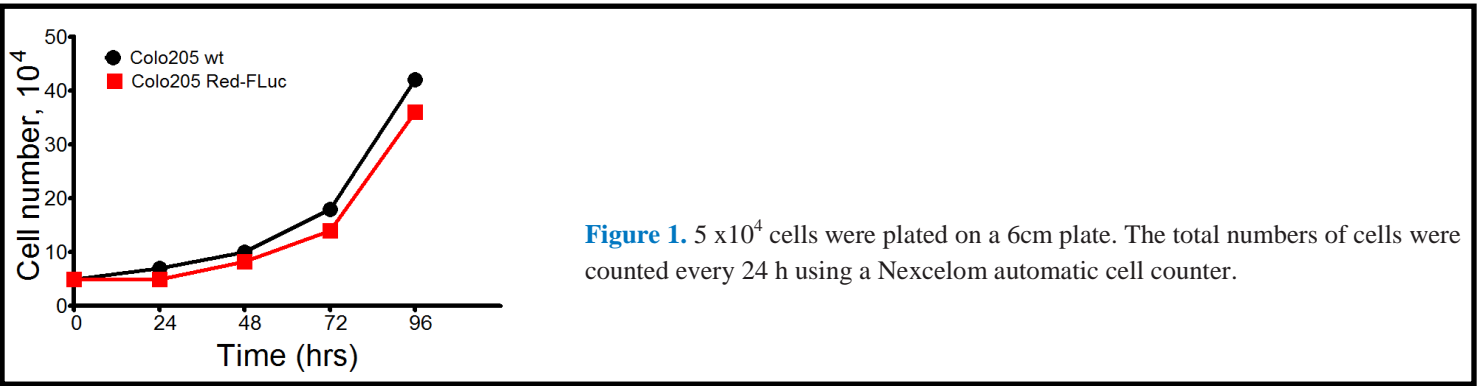 50
Colo205 wt
Colo205 Red-FLuc
40
30
20
10
0
Cell number, 10⁴
0 24 48 72 96
Time (hrs)
Figure 1. 5 x10⁴ cells were plated on a 6cm plate. The total numbers of cells were
counted every 24 h using a Nexcelom automatic cell counter.